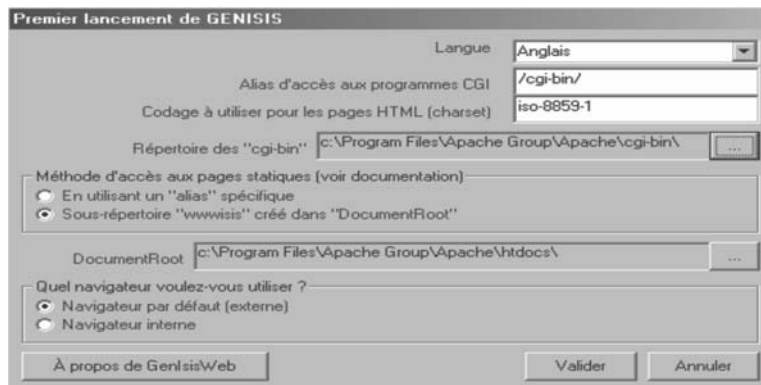 Premier lancement de GENISIS
Langue Anglais
Alias d'accès aux programmes CGI /cgi-bin/
Codage à utiliser pour les pages HTML (charset) iso-8859-1
Répertoire des "cgi-bin" c:\Program Files\Apache Group\Apache\cgi-bin\ ...
Méthode d'accès aux pages statiques (voir documentation)
En utilisant un "alias" spécifique
Sous-répertoire "wwwisis" créé dans "DocumentRoot"
DocumentRoot c:\Program Files\Apache Group\Apache\htdocs\ ...
Quel navigateur voulez-vous utiliser ?
Navigateur par défaut (externe)
Navigateur interne
À propos de GenIsisWeb Valider Annuler